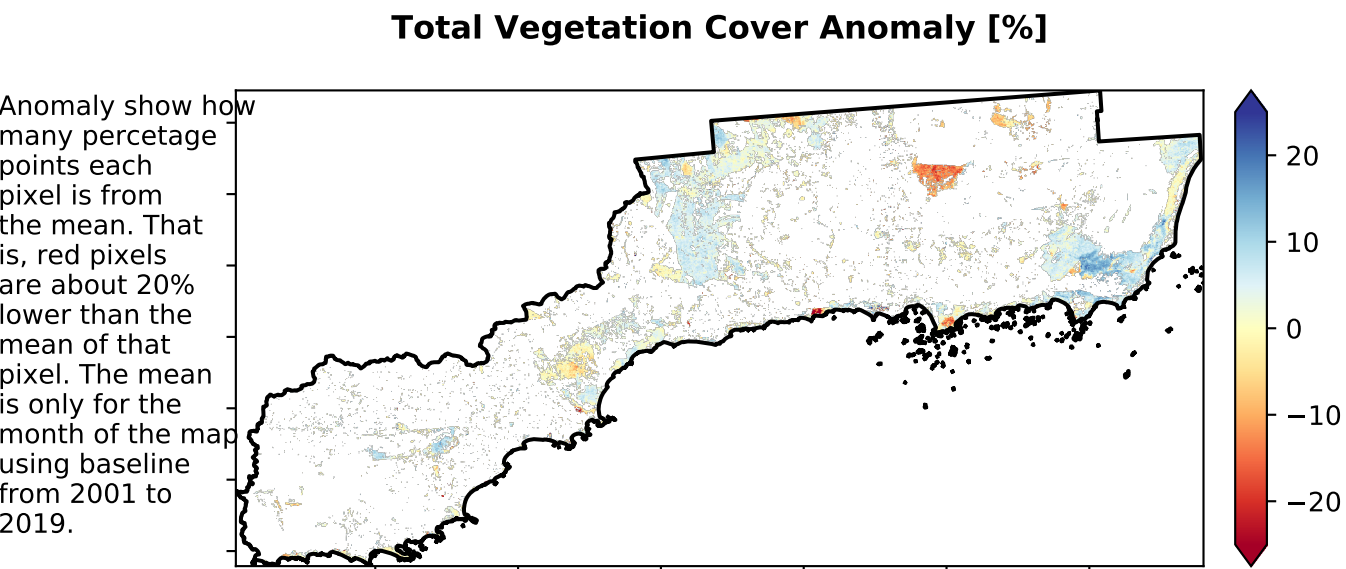 Total Vegetation Cover Anomaly [%]
Anomaly show how
many percetage
points each
pixel is from
the mean. That
is, red pixels
are about 20%
lower than the
mean of that
pixel. The mean
is only for the
month of the map
using baseline
from 2001 to
2019.
20
10
0
−10
−20